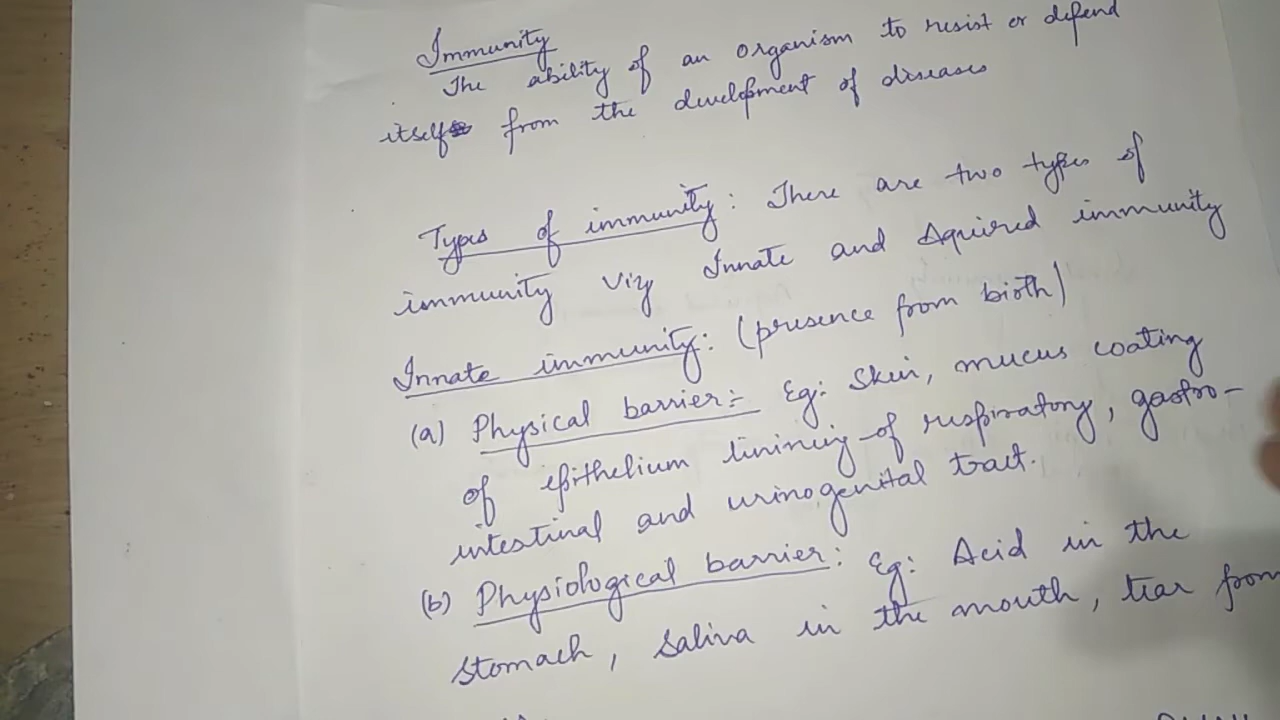 Immunity
The ability of an organism to resist or defend
itself from the development of diseases
Types of immunity: There are two types of
immunity viz Innate and Aquired immunity
Innate immunity: (presence from birth)
(a) Physical barrier:- Eg: Skin, mucus coating
of epithelium linining of respiratory, gastro-
intestinal and urinogenital tract.
(b) Physiological barrier: Eg: Acid in the
stomach, saliva in the mouth, tear from